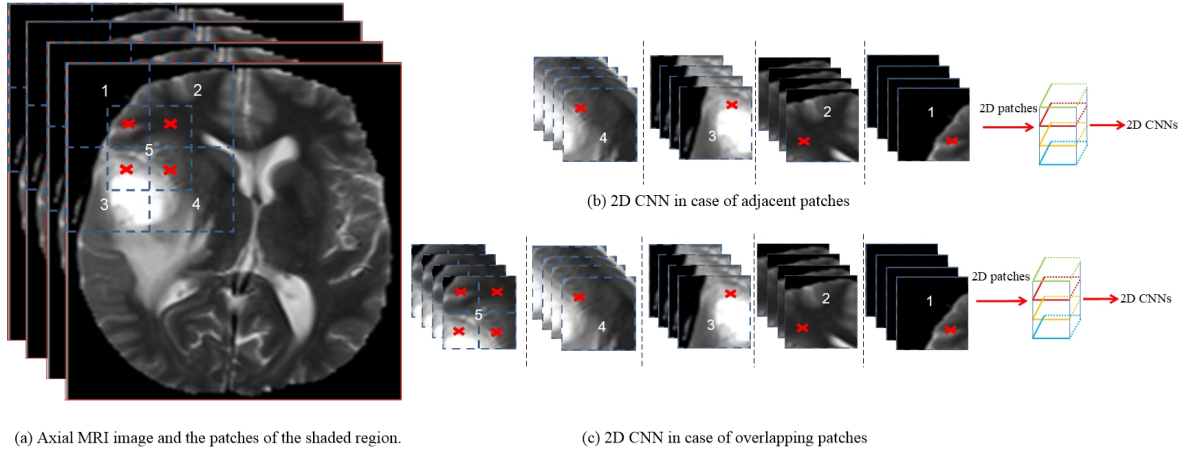 1 2
5
3 4
(a) Axial MRI image and the patches of the shaded region.
4 3 2 1 2D patches 2D CNNs
(b) 2D CNN in case of adjacent patches
5 4 3 2 1 2D patches 2D CNNs
(c) 2D CNN in case of overlapping patches